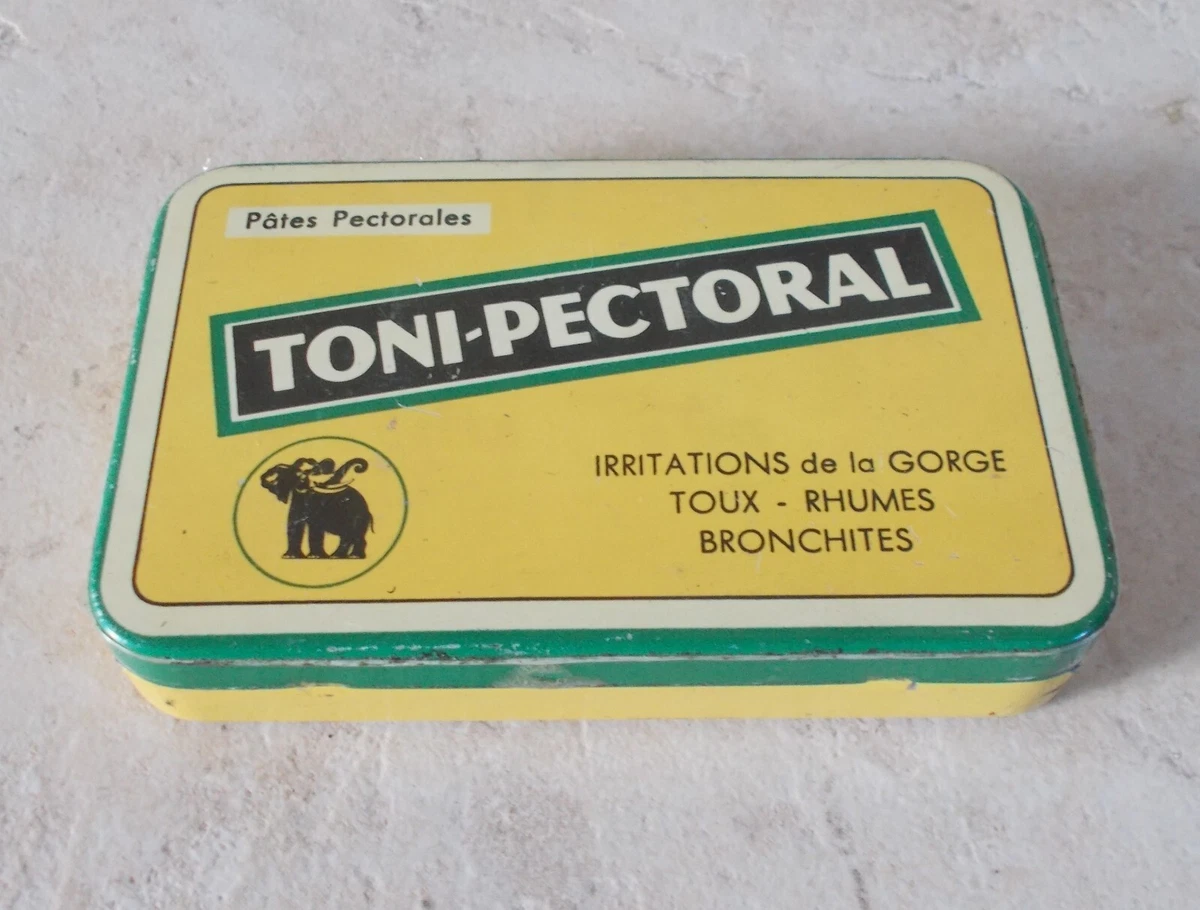 Pâtes Pectorales
TONI-PECTORAL
IRRITATIONS de la GORGE
TOUX - RHUMES
BRONCHITES